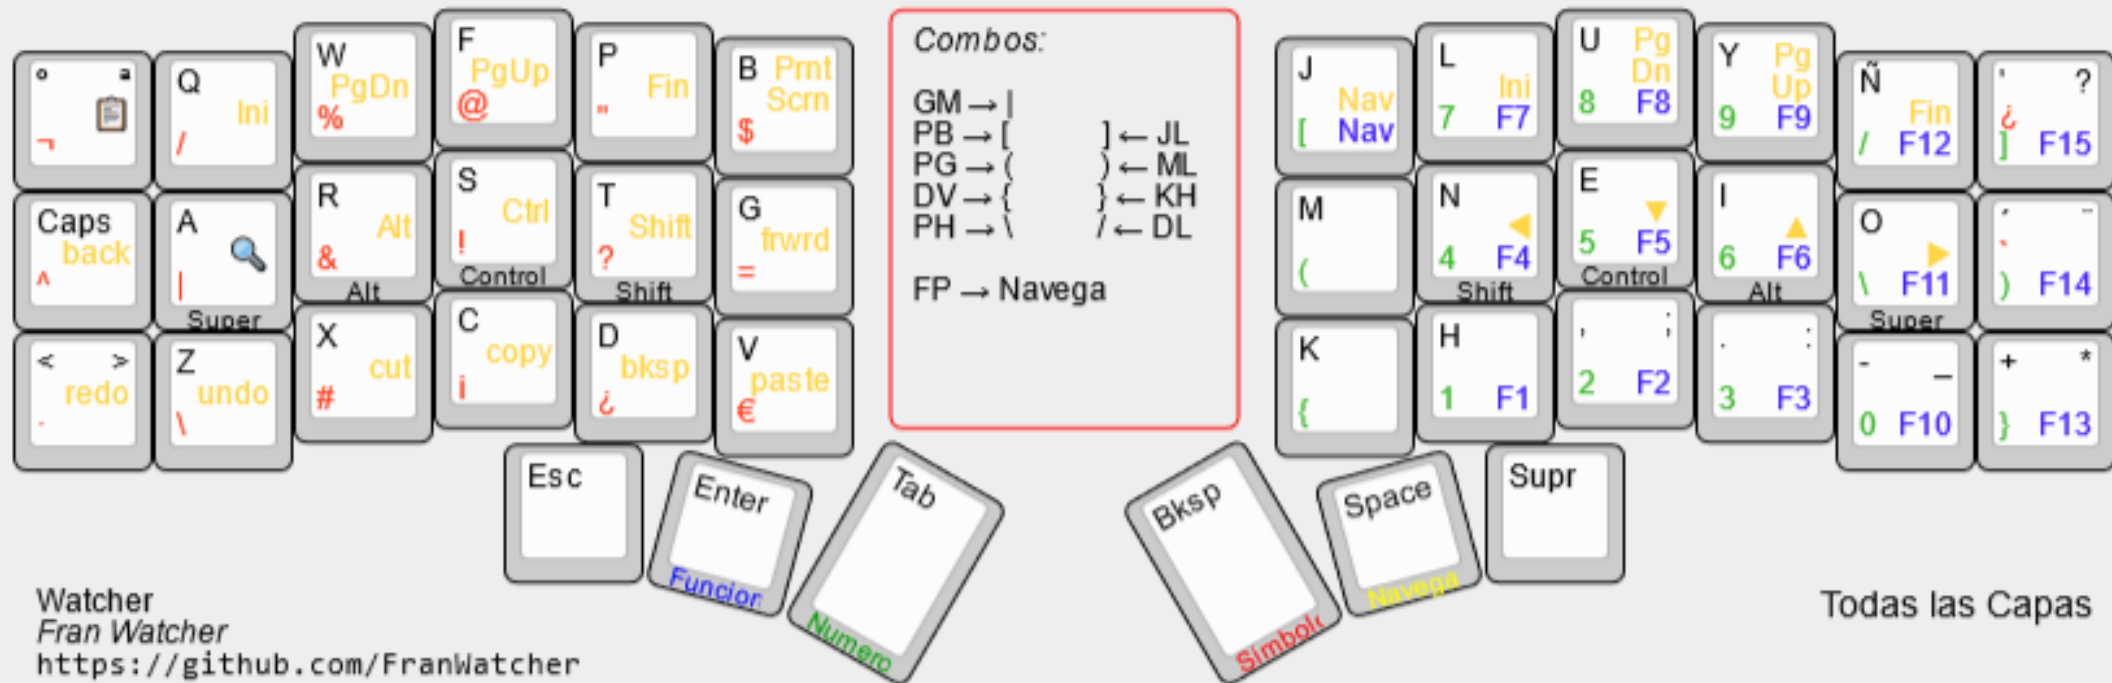 º ª
¬
Q
Ini
/
W
PgDn
%
F
PgUp
@
P
Fin
"
B Prnt
Scrn
$
Combos:
GM → |
PB → [ ] ← JL
PG → ( ) ← ML
DV → { } ← KH
PH → \ / ← DL
FP → Navega
J
Nav
[ Nav
L
Ini
7 F7
U Pg
Dn
8 F8
Y Pg
Up
9 F9
Ñ
Fin
/ F12
' ?
¿
] F15
Caps
back
^
A
|
Super
R
Alt
&
Alt
S
Ctrl
!
Control
T
Shift
?
Shift
G
frwrd
=
M
(
N
◀
4 F4
Shift
E
▼
5 F5
Control
I
▲
6 F6
Alt
O
▶
\ F11
Super
´ ¨
`
) F14
< >
redo
Z
undo
\
X
cut
#
C
copy
¡
D
bksp
¿
V
paste
€
K
{
H
1 F1
, ;
2 F2
. :
3 F3
- _
0 F10
+ *
} F13
Esc
Enter
Funcion
Tab
Numero
Bksp
Simbolo
Space
Navega
Supr
Watcher
Fran Watcher
https://github.com/FranWatcher
Todas las Capas